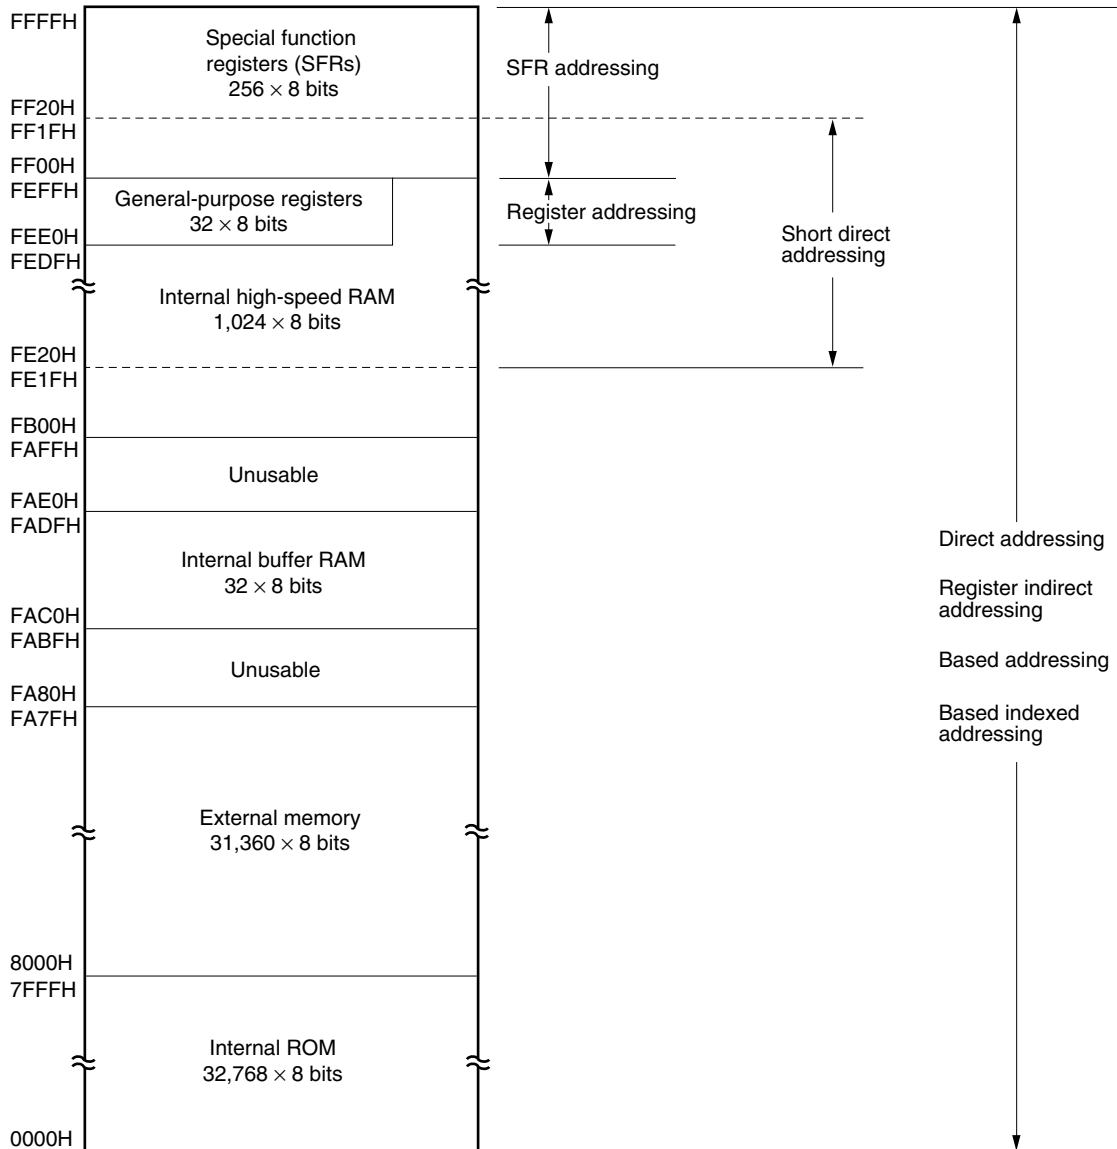 FFFFH
Special function
registers (SFRs)
256 × 8 bits
SFR addressing
FF20H
FF1FH
FF00H
FEFFH
General-purpose registers
32 × 8 bits
Register addressing
Short direct
addressing
FEE0H
FEDFH
Internal high-speed RAM
1,024 × 8 bits
FE20H
FE1FH
FB00H
FAFFH
Unusable
FAE0H
FADFH
Internal buffer RAM
32 × 8 bits
Direct addressing
Register indirect
addressing
Based addressing
Based indexed
addressing
FAC0H
FABFH
Unusable
FA80H
FA7FH
External memory
31,360 × 8 bits
8000H
7FFFH
Internal ROM
32,768 × 8 bits
0000H